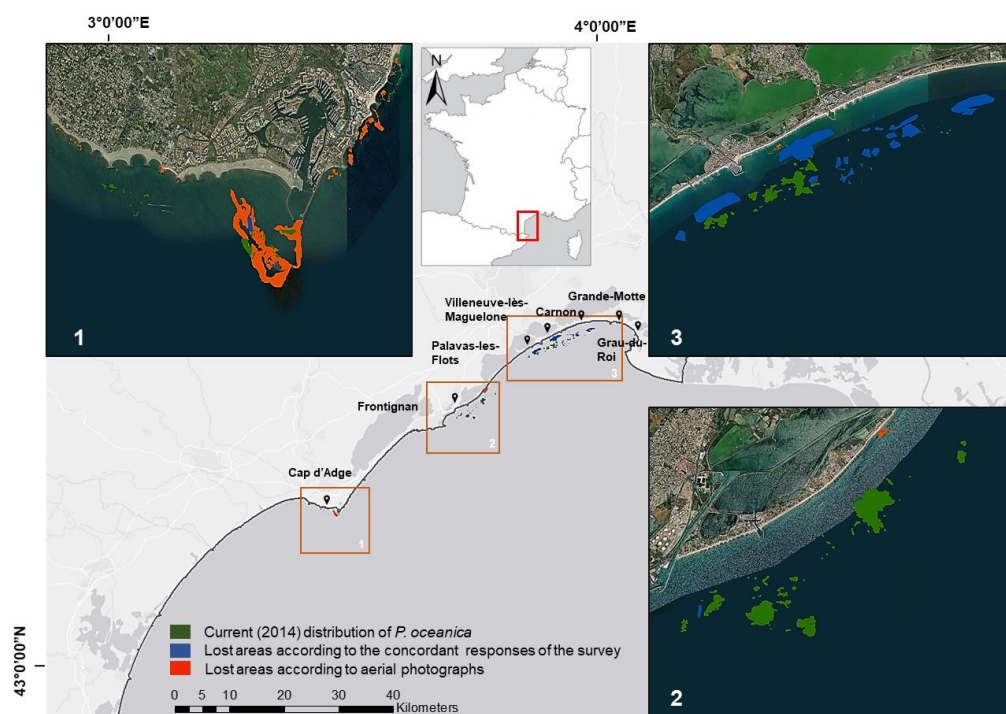 3°0'00"E
4°0'00"E
N
1
3
Villeneuve-lès-
Maguelone
Grande-Motte
Carnon
Palavas-les-
Flots
Grau-du-
Roi
3
Frontignan
2
Cap d'Adge
1
2
43°0'00"N
Current (2014) distribution of P. oceanica
Lost areas according to the concordant responses of the survey
Lost areas according to aerial photographs
0 5 10 20 30 40
Kilometers